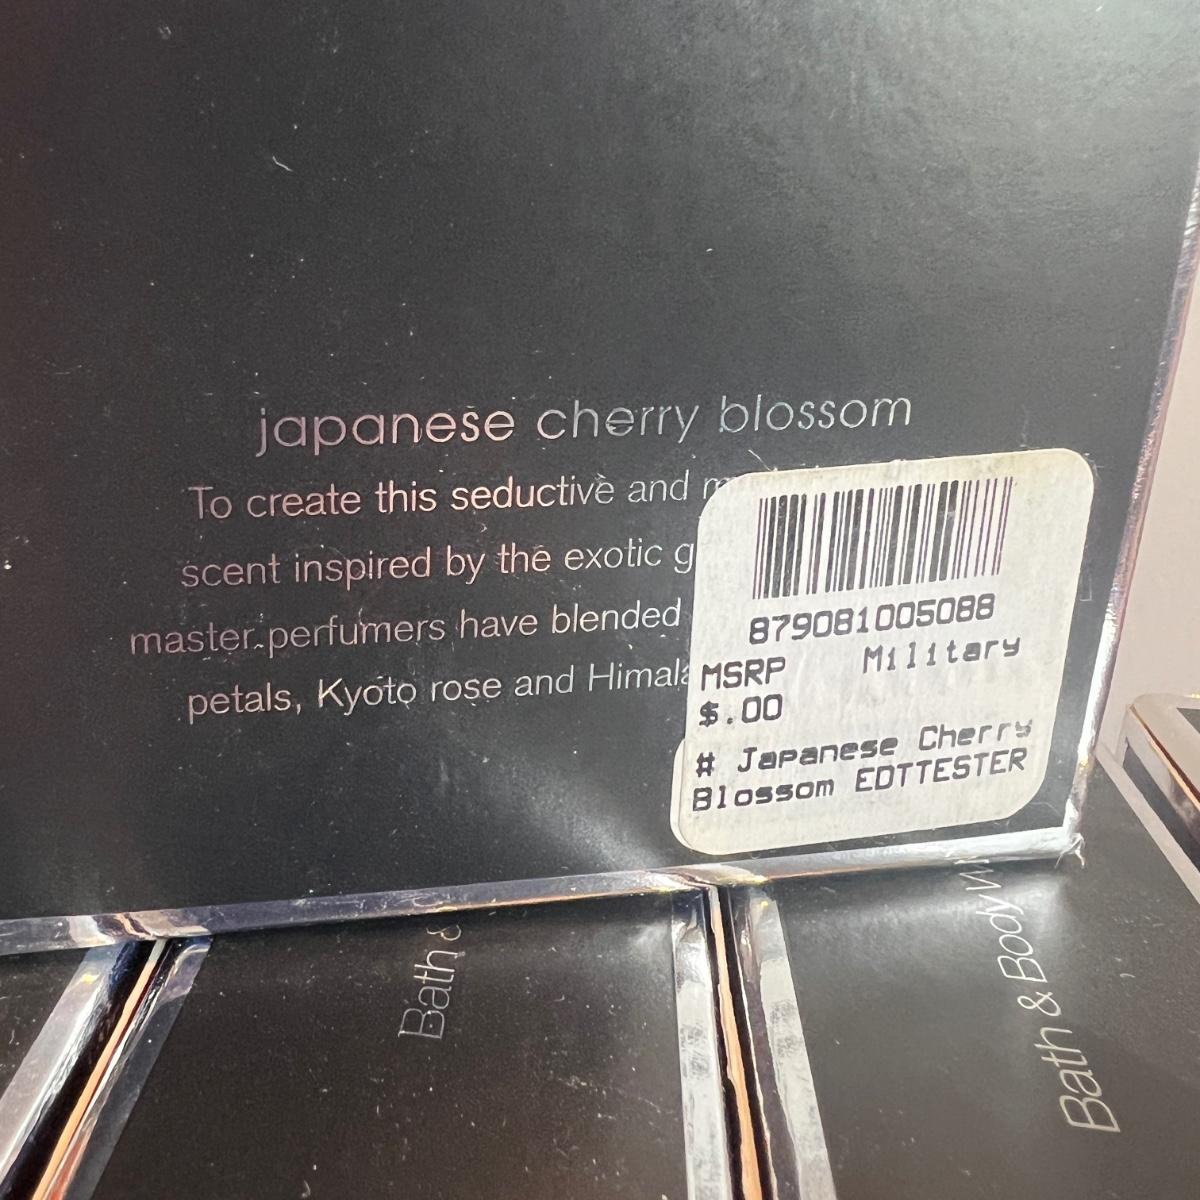 japanese cherry blossom
To create this seductive and
scent inspired by the exotic
master perfumers have blended
petals, Kyoto rose and
879081005088
MSRP Military
$.00
# Japanese Cherry
Blossom EDTTESTER
Bath &
Bath & Body